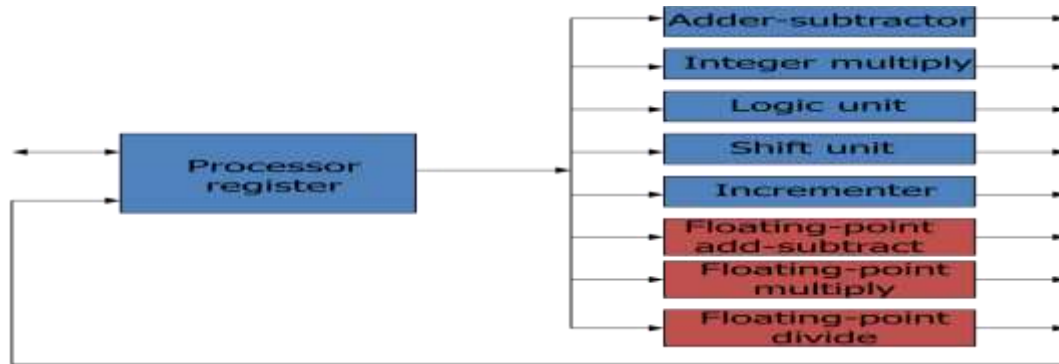 Adder-subtractor
Integer multiply
Logic unit
Shift unit
Processor
register
Incrementer
Floating-point
add-subtract
Floating-point
multiply
Floating-point
divide